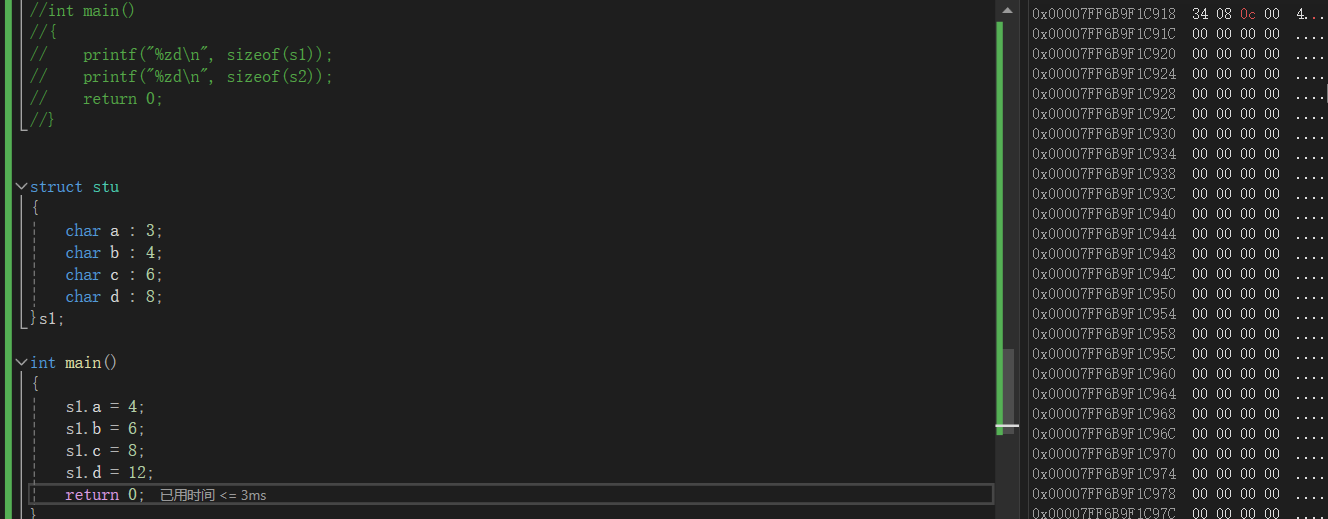 //int main()
//{
//    printf("%zd\n", sizeof(s1));
//    printf("%zd\n", sizeof(s2));
//    return 0;
//}
struct stu
{
    char a : 3;
    char b : 4;
    char c : 6;
    char d : 8;
}s1;
int main()
{
    s1.a = 4;
    s1.b = 6;
    s1.c = 8;
    s1.d = 12;
    return 0;  已用时间 <= 3ms
}
0x00007FF6B9F1C918  34 08 0c 00  4...
0x00007FF6B9F1C91C  00 00 00 00  ....
0x00007FF6B9F1C920  00 00 00 00  ....
0x00007FF6B9F1C924  00 00 00 00  ....
0x00007FF6B9F1C928  00 00 00 00  ....
0x00007FF6B9F1C92C  00 00 00 00  ....
0x00007FF6B9F1C930  00 00 00 00  ....
0x00007FF6B9F1C934  00 00 00 00  ....
0x00007FF6B9F1C938  00 00 00 00  ....
0x00007FF6B9F1C93C  00 00 00 00  ....
0x00007FF6B9F1C940  00 00 00 00  ....
0x00007FF6B9F1C944  00 00 00 00  ....
0x00007FF6B9F1C948  00 00 00 00  ....
0x00007FF6B9F1C94C  00 00 00 00  ....
0x00007FF6B9F1C950  00 00 00 00  ....
0x00007FF6B9F1C954  00 00 00 00  ....
0x00007FF6B9F1C958  00 00 00 00  ....
0x00007FF6B9F1C95C  00 00 00 00  ....
0x00007FF6B9F1C960  00 00 00 00  ....
0x00007FF6B9F1C964  00 00 00 00  ....
0x00007FF6B9F1C968  00 00 00 00  ....
0x00007FF6B9F1C96C  00 00 00 00  ....
0x00007FF6B9F1C970  00 00 00 00  ....
0x00007FF6B9F1C974  00 00 00 00  ....
0x00007FF6B9F1C978  00 00 00 00  ....
0x00007FF6B9F1C97C  00 00 00 00  ....